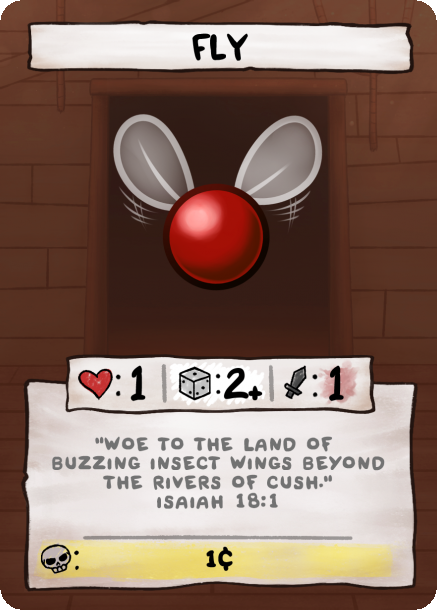 FLY
:1 :2+ :1
"WOE TO THE LAND OF
BUZZING INSECT WINGS BEYOND
THE RIVERS OF CUSH."
ISAIAH 18:1
: 1¢